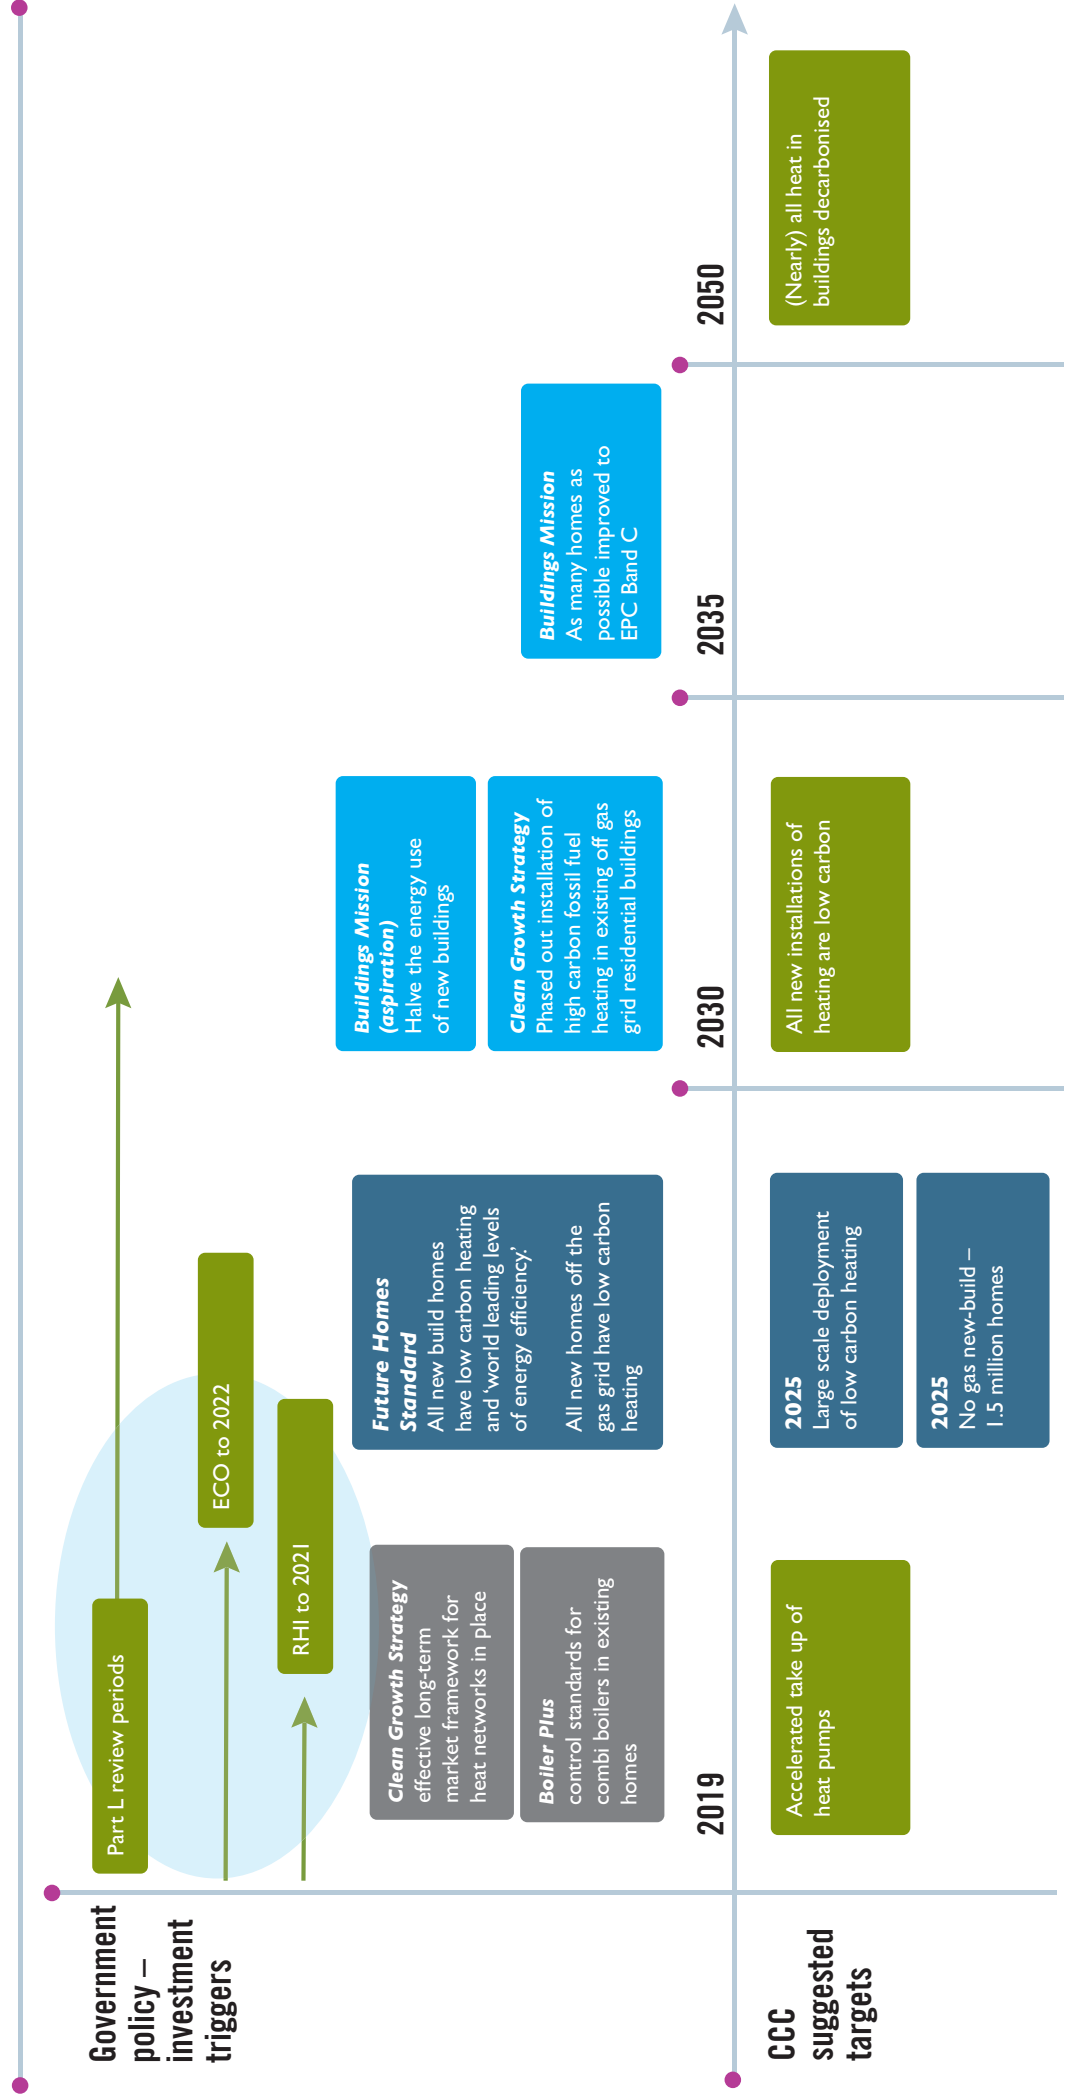 Government
policy –
investment
triggers
Part L review periods
ECO to 2022
RHI to 2021
Clean Growth Strategy
effective long-term
market framework for
heat networks in place
Boiler Plus
control standards for
combi boilers in existing
homes
Future Homes
Standard
All new build homes
have low carbon heating
and ‘world leading levels
of energy efficiency.’
All new homes off the
gas grid have low carbon
heating
Buildings Mission
(aspiration)
Halve the energy use
of new buildings
Clean Growth Strategy
Phased out installation of
high carbon fossil fuel
heating in existing off gas
grid residential buildings
Buildings Mission
As many homes as
possible improved to
EPC Band C
2019
2030
2035
2050
CCC
suggested
targets
Accelerated take up of
heat pumps
2025
Large scale deployment
of low carbon heating
2025
No gas new-build –
1.5 million homes
All new installations of
heating are low carbon
(Nearly) all heat in
buildings decarbonised